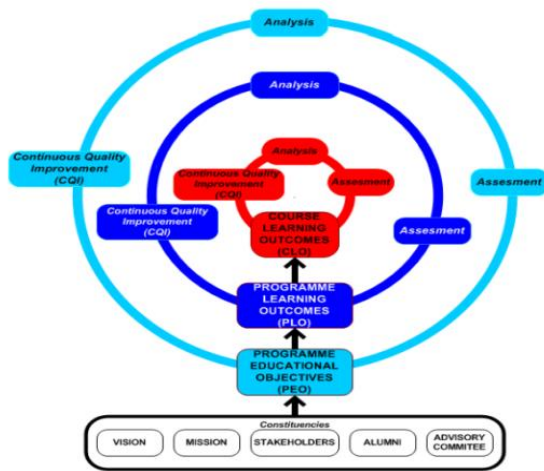 Analysis
Analysis
Analysis
Continuous Quality
Improvement
(CQI)
Continuous Quality
Improvement
(CQI)
Assesment
Assesment
Continuous Quality
Improvement
(CQI)
Assesment
COURSE
LEARNING
OUTCOMES
(CLO)
PROGRAMME
LEARNING
OUTCOMES
(PLO)
PROGRAMME
EDUCATIONAL
OBJECTIVES
(PEO)
Constituencies
VISION
MISSION
STAKEHOLDERS
ALUMNI
ADVISORY
COMMITEE